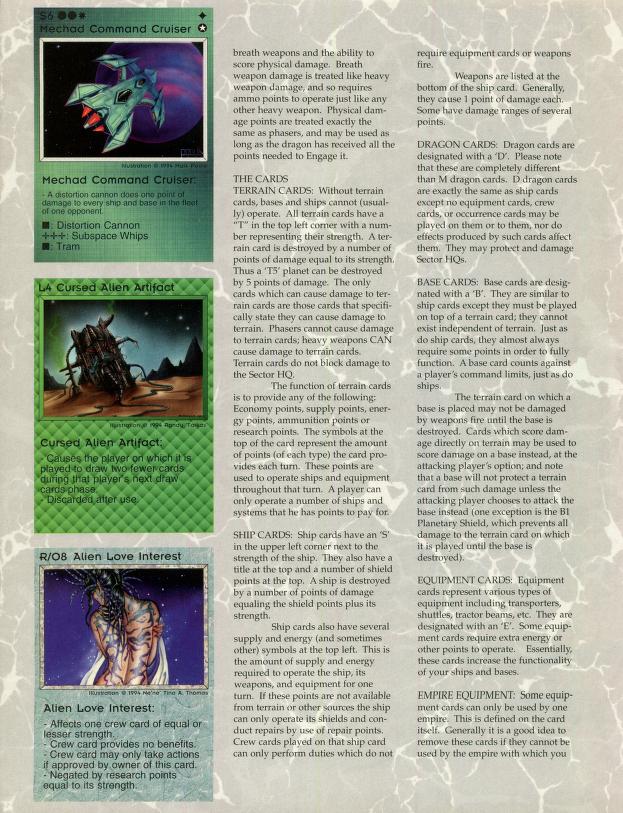 S6
Mechad Command Cruiser
Illustration © 1994 Mark Poole
Mechad Command Cruiser:
- A distortion cannon does one point of
damage to every ship and base in the fleet
of one opponent.
■: Distortion Cannon
+++: Subspace Whips
■: Tram
L4 Cursed Alien Artifact
Illustration © 1994 Randy
Cursed Alien Artifact:
- Causes the player on which it is
played to draw two fewer cards
during that player's next draw
cards phase.
- Discarded after use.
R/O8 Alien Love Interest
Illustration © 1994 Tina A. Thomas
Alien Love Interest:
- Affects one crew card of equal or
lesser strength.
- Crew card provides no benefits.
- Crew card may only take actions
if approved by owner of this card.
- Negated by research points
equal to its strength.
breath weapons and the ability to
score physical damage. Breath
weapon damage is treated like heavy
weapon damage, and so requires
ammo points to operate just like any
other heavy weapon. Physical dam-
age points are treated exactly the
same as phasers, and may be used as
long as the dragon has received all the
points needed to Engage it.
THE CARDS
TERRAIN CARDS: Without terrain
cards, bases and ships cannot (usual-
ly) operate. All terrain cards have a
"T" in the top left corner with a num-
ber representing their strength. A ter-
rain card is destroyed by a number of
points of damage equal to its strength.
Thus a 'T5' planet can be destroyed
by 5 points of damage. The only
cards which can cause damage to ter-
rain cards are those cards that specifi-
cally state they can cause damage to
terrain. Phasers cannot cause damage
to terrain cards; heavy weapons CAN
cause damage to terrain cards.
Terrain cards do not block damage to
the Sector HQ.
The function of terrain cards
is to provide any of the following:
Economy points, supply points, ener-
gy points, ammunition points or
research points. The symbols at the
top of the card represent the amount
of points (of each type) the card pro-
vides each turn. These points are
used to operate ships and equipment
throughout that turn. A player can
only operate a number of ships and
systems that he has points to pay for.
SHIP CARDS: Ship cards have an 'S'
in the upper left corner next to the
strength of the ship. They also have a
title at the top and a number of shield
points at the top. A ship is destroyed
by a number of points of damage
equaling the shield points plus its
strength.
Ship cards also have several
supply and energy (and sometimes
other) symbols at the top left. This is
the amount of supply and energy
required to operate the ship, its
weapons, and equipment for one
turn. If these points are not available
from terrain or other sources the ship
can only operate its shields and con-
duct repairs by use of repair points.
Crew cards played on that ship card
can only perform duties which do not
require equipment cards or weapons
fire.
Weapons are listed at the
bottom of the ship card. Generally,
they cause 1 point of damage each.
Some have damage ranges of several
points.
DRAGON CARDS: Dragon cards are
designated with a 'D'. Please note
that these are completely different
than M dragon cards. D dragon cards
are exactly the same as ship cards
except no equipment cards, crew
cards, or occurrence cards may be
played on them or to them, nor do
effects produced by such cards affect
them. They may protect and damage
Sector HQs.
BASE CARDS: Base cards are desig-
nated with a 'B'. They are similar to
ship cards except they must be played
on top of a terrain card; they cannot
exist independent of terrain. Just as
do ship cards, they almost always
require some points in order to fully
function. A base card counts against
a player's command limits, just as do
ships.
The terrain card on which a
base is placed may not be damaged
by weapons fire until the base is
destroyed. Cards which score dam-
age directly on terrain may be used to
score damage on a base instead, at the
attacking player's option; and note
that a base will not protect a terrain
card from such damage unless the
attacking player chooses to attack the
base instead (one exception is the B1
Planetary Shield, which prevents all
damage to the terrain card on which
it is played until the base is
destroyed).
EQUIPMENT CARDS: Equipment
cards represent various types of
equipment including transporters,
shuttles, tractor beams, etc. They are
designated with an 'E'. Some equip-
ment cards require extra energy or
other points to operate. Essentially,
these cards increase the functionality
of your ships and bases.
EMPIRE EQUIPMENT: Some equip-
ment cards can only be used by one
empire. This is defined on the card
itself. Generally it is a good idea to
remove these cards if they cannot be
used by the empire with which you